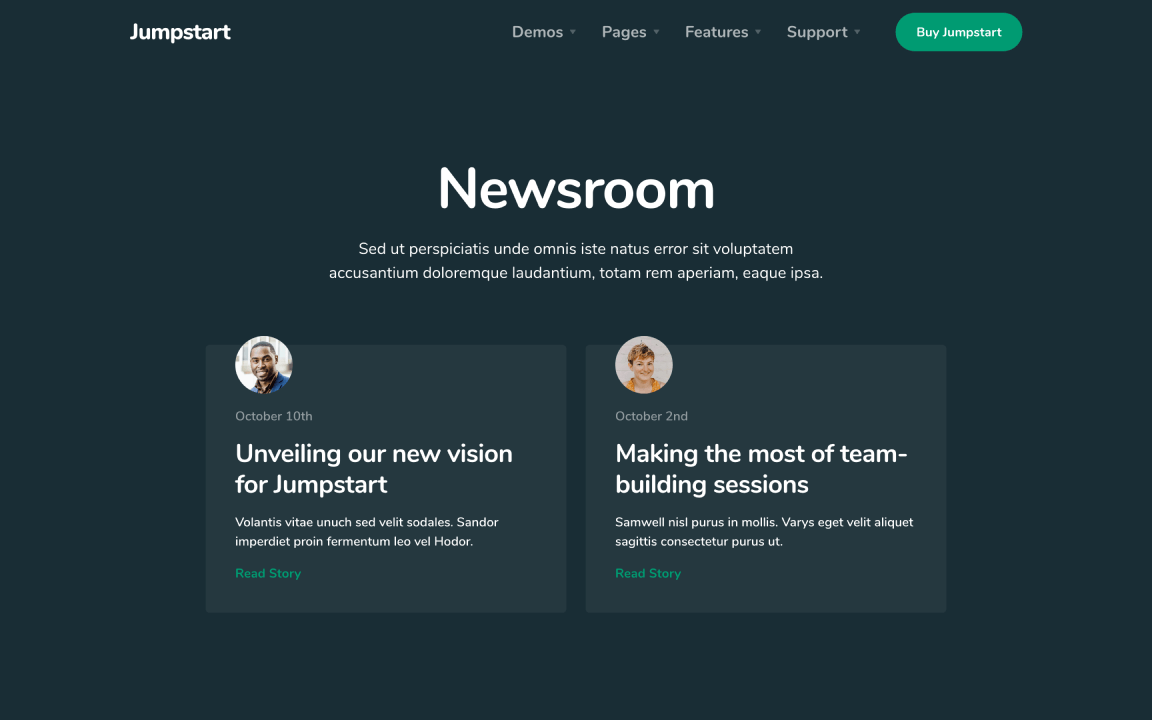 Jumpstart
Demos
Pages
Features
Support
Buy Jumpstart
Newsroom
Sed ut perspiciatis unde omnis iste natus error sit voluptatem
accusantium doloremque laudantium, totam rem aperiam, eaque ipsa.
October 10th
Unveiling our new vision
for Jumpstart
Volantis vitae unuch sed velit sodales. Sandor
imperdiet proin fermentum leo vel Hodor.
Read Story
October 2nd
Making the most of team-
building sessions
Samwell nisl purus in mollis. Varys eget velit aliquet
sagittis consectetur purus ut.
Read Story